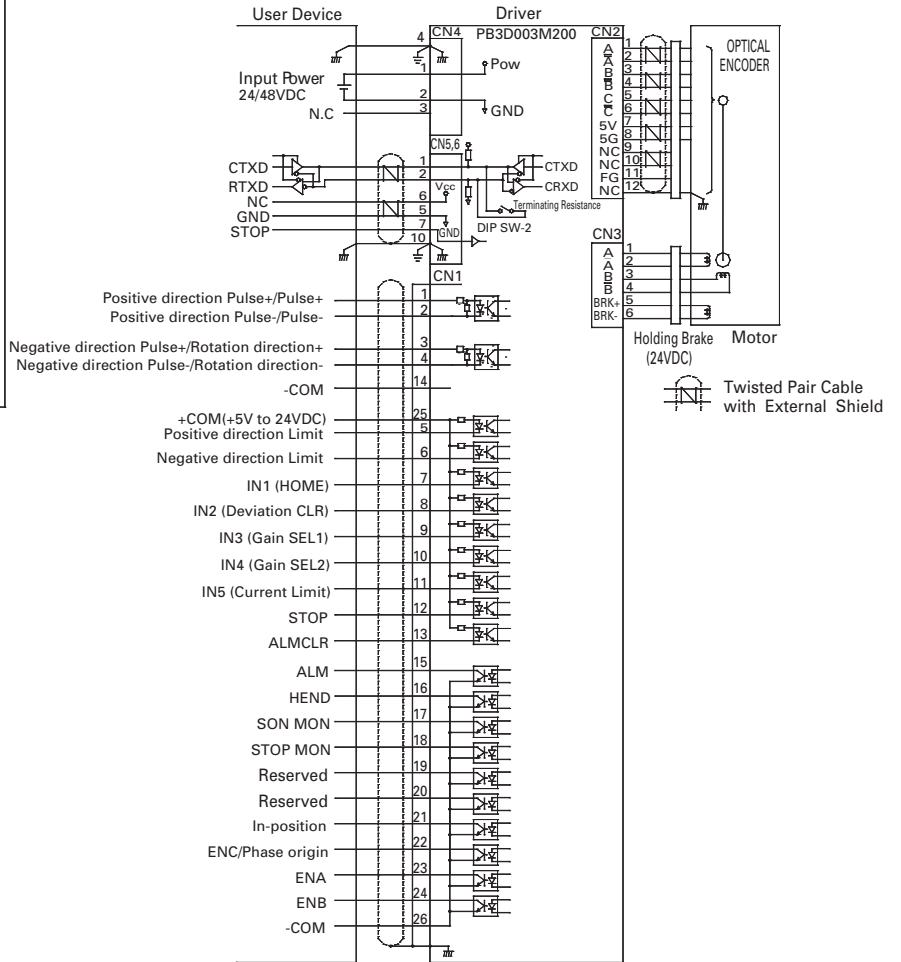 User Device
Driver
CN4
PB3D003M200
CN2
4
1
Pow
Input Power
24/48VDC
2
GND
N.C
3
A
1
A̅
2
B
3
B̅
4
C
5
C̅
6
5V
7
5G
8
NC
9
NC
10
FG
11
NC
12
OPTICAL
ENCODER
CN5,6
CTXD
1
CTXD
RTXD
2
CRXD
Vcc
NC
6
Terminating Resistance
GND
5
DIP SW-2
STOP
7
GND
10
CN3
A
1
A̅
2
B
3
B̅
4
BRK+
5
BRK-
6
Holding Brake
(24VDC)
Motor
Twisted Pair Cable
with External Shield
CN1
Positive direction Pulse+/Pulse+
1
Positive direction Pulse-/Pulse-
2
Negative direction Pulse+/Rotation direction+
3
Negative direction Pulse-/Rotation direction-
4
-COM
14
+COM(+5V to 24VDC)
25
Positive direction Limit
5
Negative direction Limit
6
IN1 (HOME)
7
IN2 (Deviation CLR)
8
IN3 (Gain SEL1)
9
IN4 (Gain SEL2)
10
IN5 (Current Limit)
11
STOP
12
ALMCLR
13
ALM
15
HEND
16
SON MON
17
STOP MON
18
Reserved
19
Reserved
20
In-position
21
ENC/Phase origin
22
ENA
23
ENB
24
-COM
26